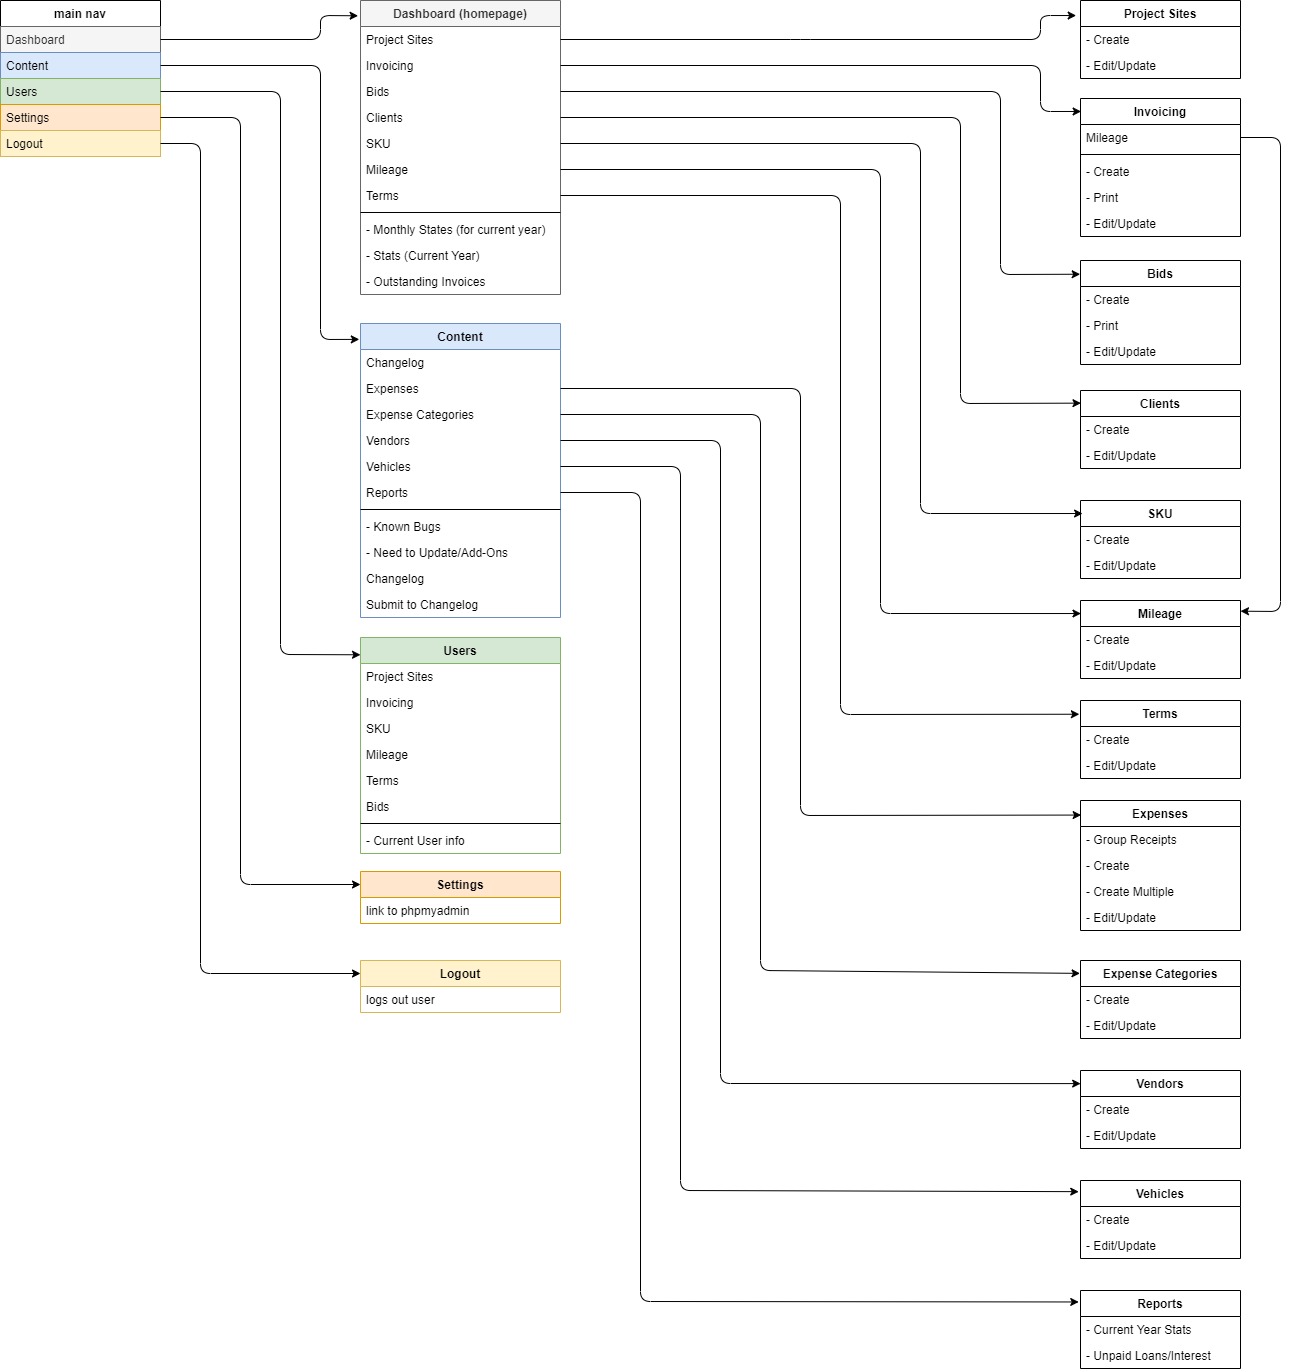 main nav
Dashboard
Content
Users
Settings
Logout
Dashboard (homepage)
Project Sites
Invoicing
Bids
Clients
SKU
Mileage
Terms
- Monthly States (for current year)
- Stats (Current Year)
- Outstanding Invoices
Content
Changelog
Expenses
Expense Categories
Vendors
Vehicles
Reports
- Known Bugs
- Need to Update/Add-Ons
Changelog
Submit to Changelog
Users
Project Sites
Invoicing
SKU
Mileage
Terms
Bids
- Current User info
Settings
link to phpmyadmin
Logout
logs out user
Project Sites
- Create
- Edit/Update
Invoicing
Mileage
- Create
- Print
- Edit/Update
Bids
- Create
- Print
- Edit/Update
Clients
- Create
- Edit/Update
SKU
- Create
- Edit/Update
Mileage
- Create
- Edit/Update
Terms
- Create
- Edit/Update
Expenses
- Group Receipts
- Create
- Create Multiple
- Edit/Update
Expense Categories
- Create
- Edit/Update
Vendors
- Create
- Edit/Update
Vehicles
- Create
- Edit/Update
Reports
- Current Year Stats
- Unpaid Loans/Interest